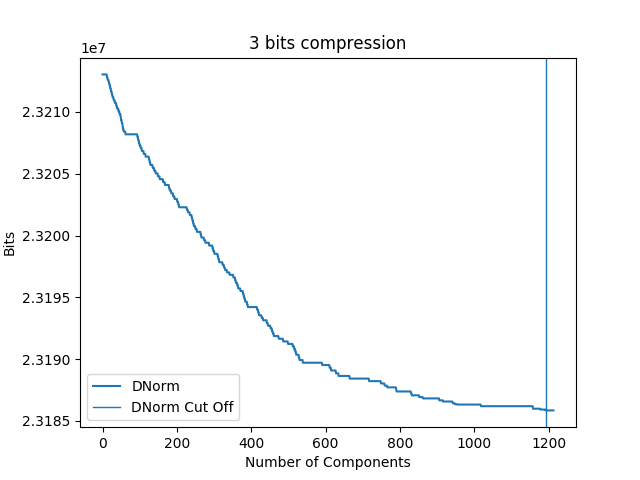 3 bits compression
1e7
2.3210
2.3205
2.3200
2.3195
2.3190
2.3185
Bits
DNorm
DNorm Cut Off
0 200 400 600 800 1000 1200
Number of Components